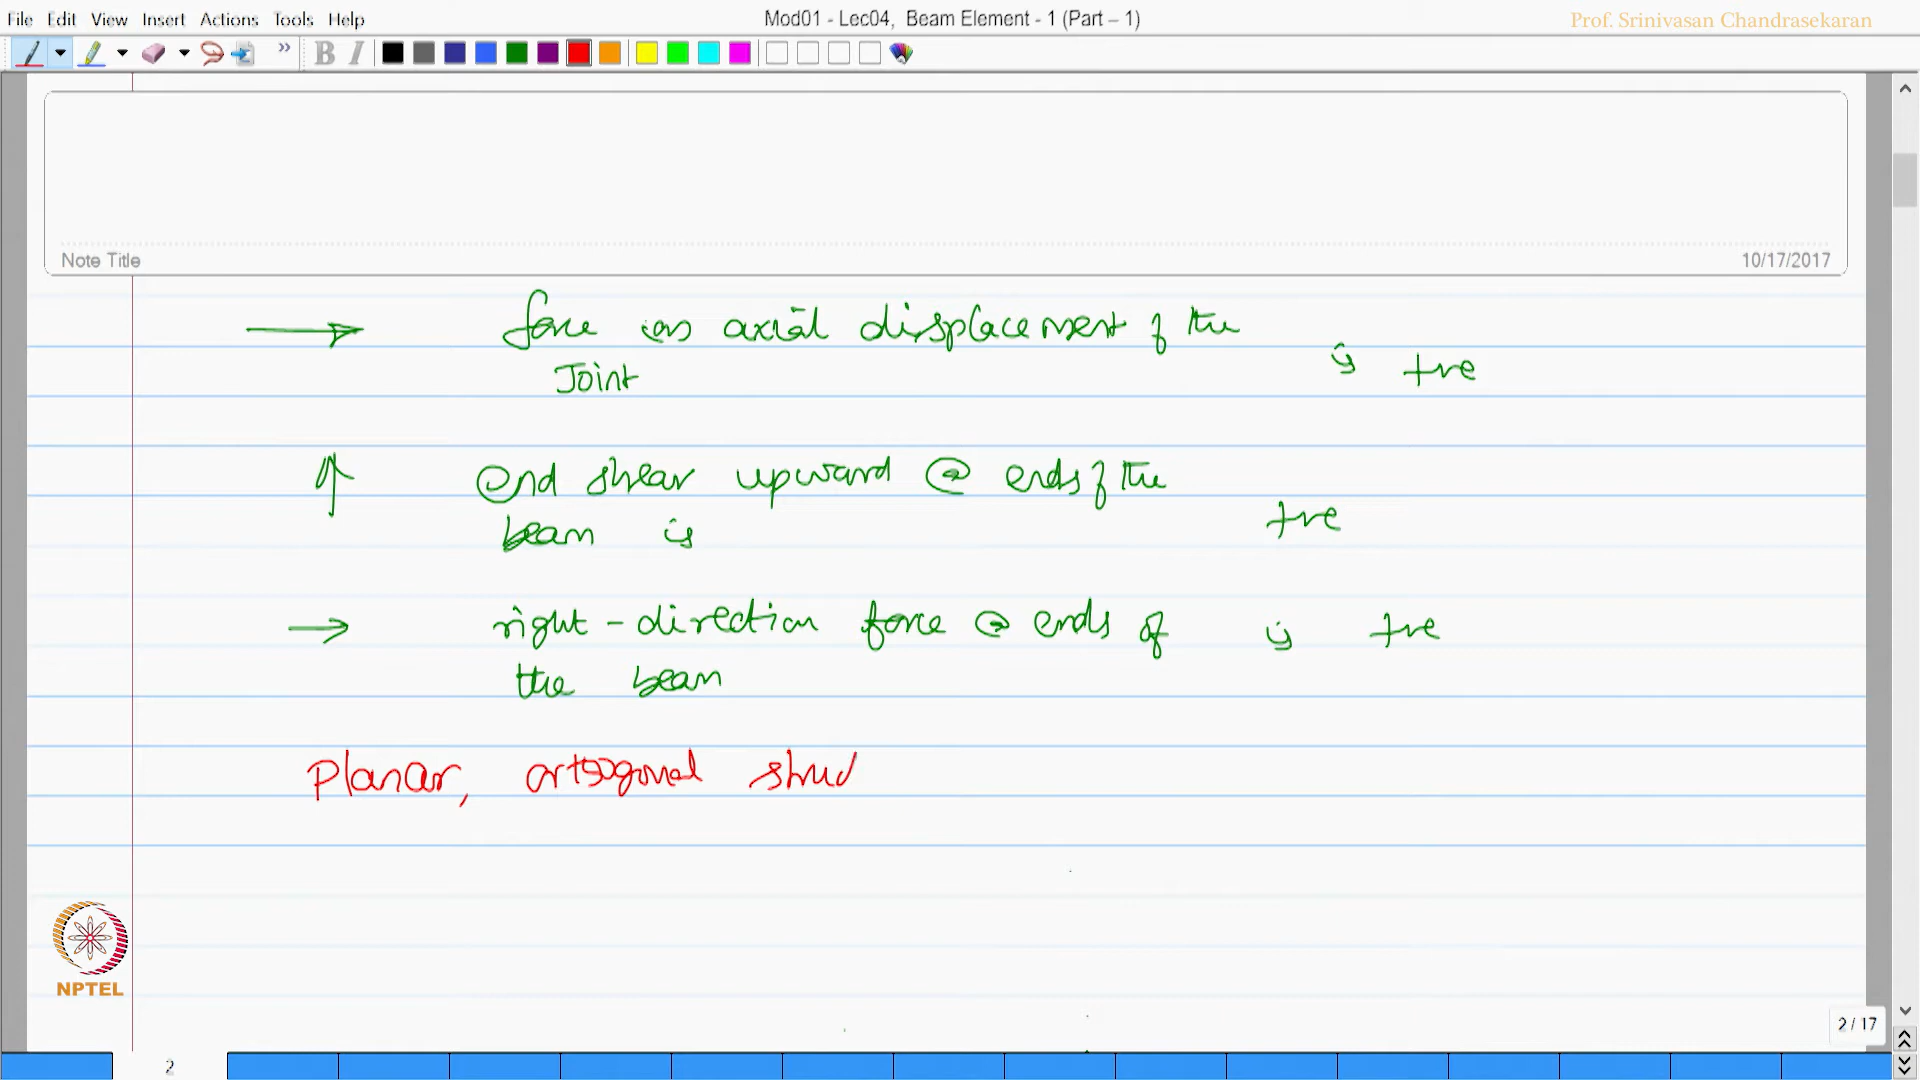 File Edit View Insert Actions Tools Help
Mod01 - Lec04, Beam Element - 1 (Part – 1)
Prof. Srinivasan Chandrasekaran
B I
Note Title
10/17/2017
force axial displacement of the
Joint is +ve
end shear upward @ ends of the
beam is +ve
right - direction force @ ends of is +ve
the beam
Planar, orthogonal
NPTEL
2 / 17
2